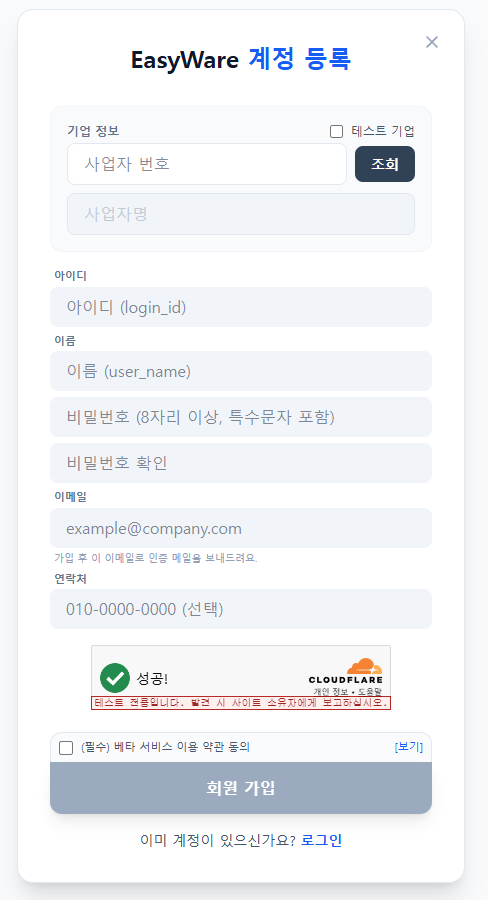 EasyWare 계정 등록
기업 정보
테스트 기업
사업자 번호
조회
사업자명
아이디
아이디 (login_id)
이름
이름 (user_name)
비밀번호 (8자리 이상, 특수문자 포함)
비밀번호 확인
이메일
example@company.com
가입 후 이 이메일로 인증 메일을 보내드려요.
연락처
010-0000-0000 (선택)
성공!
CLOUDFLARE
개인 정보 • 도움말
테스트 전용입니다. 발견 시 사이트 소유자에게 보고하십시오.
(필수) 베타 서비스 이용 약관 동의
[보기]
회원 가입
이미 계정이 있으신가요? 로그인